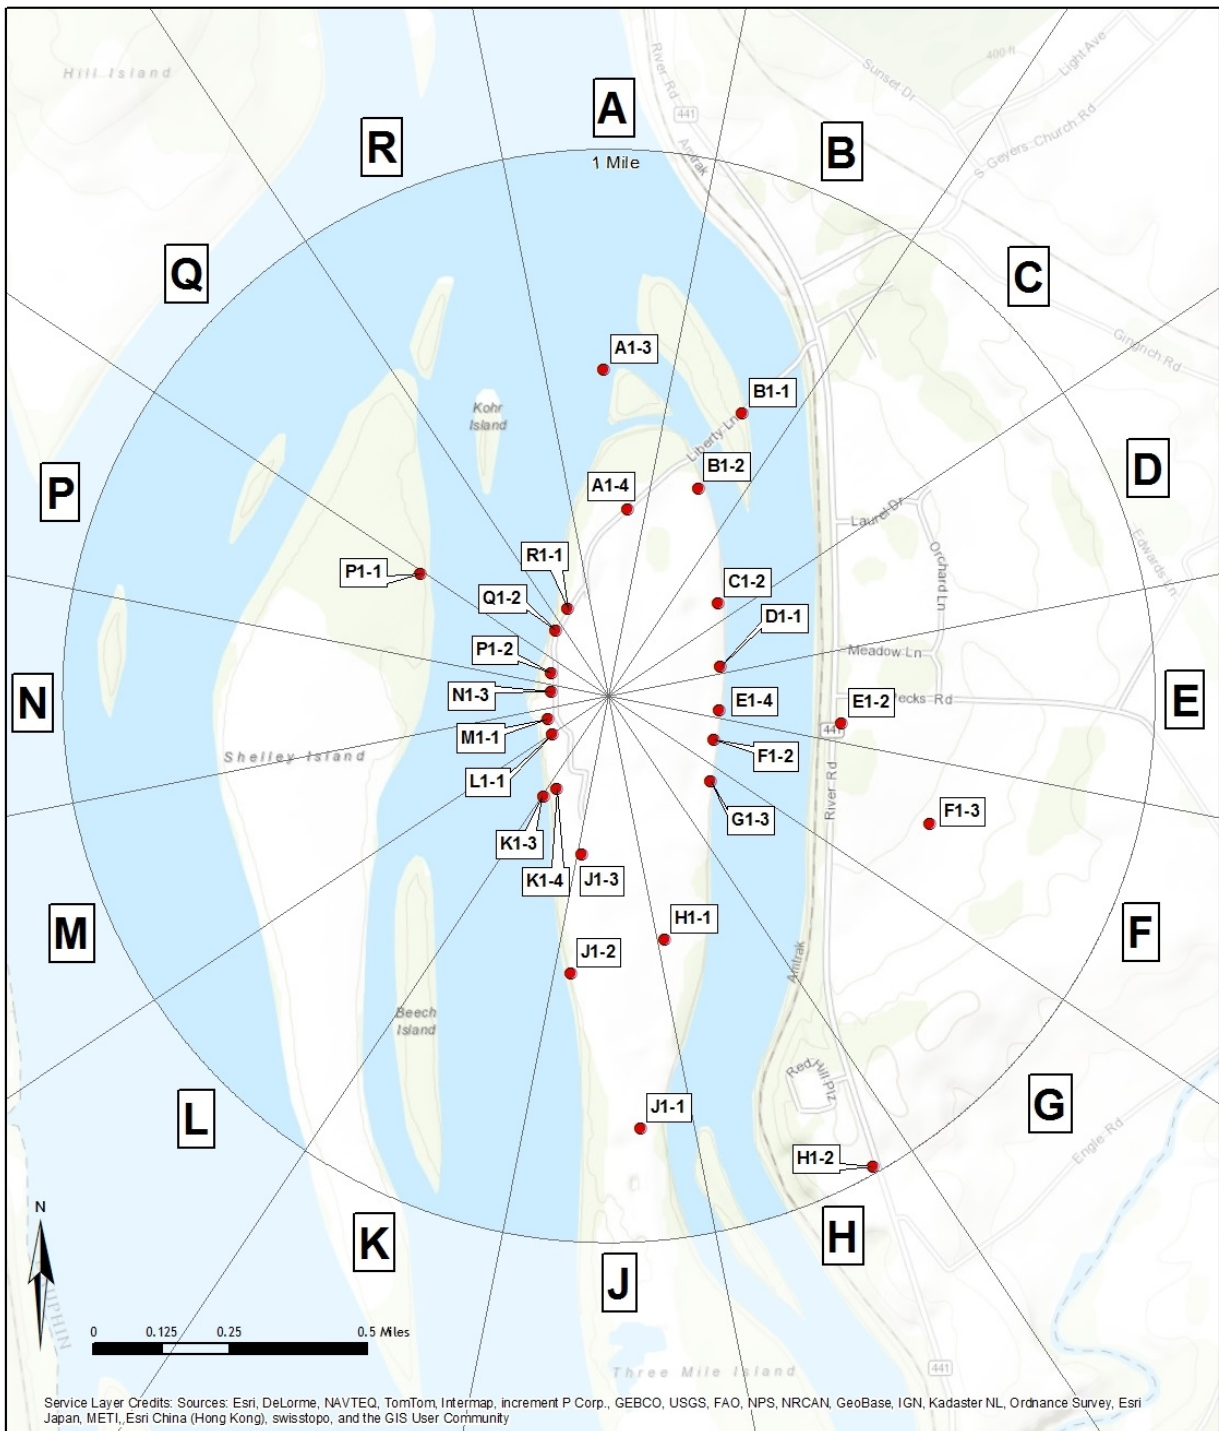 Hill Island
River Rd
400 ft
Light Ave
Sunset Dr
441
A
S Geyers Church Rd
R
B
Amtrak
1 Mile
Q
C
Gingrich Rd
A1-3
Kohr
Island
B1-1
Liberty Ln
D
B1-2
P
A1-4
Laurel Dr
Edwards Ln
R1-1
Orchard Ln
P1-1
Q1-2
C1-2
D1-1
P1-2
Meadow Ln
N1-3
N
E1-4
E1-2
ecks Rd
E
M1-1
441
Shelley Island
F1-2
L1-1
River Rd
F1-3
G1-3
K1-3
K1-4
J1-3
H1-1
M
F
J1-2
Amtrak
Beech
Island
Red Hill Plz
L
J1-1
G
Engle Rd
H1-2
N
K
H
J
UPHIN
0 0.125 0.25 0.5 Miles
441
Three Mile Island
Service Layer Credits: Sources: Esri, DeLorme, NAVTEQ, TomTom, Intermap, increment P Corp., GEBCO, USGS, FAO, NPS, NRCAN, GeoBase, IGN, Kadaster NL, Ordnance Survey, Esri
Japan, METI, Esri China (Hong Kong), swisstopo, and the GIS User Community